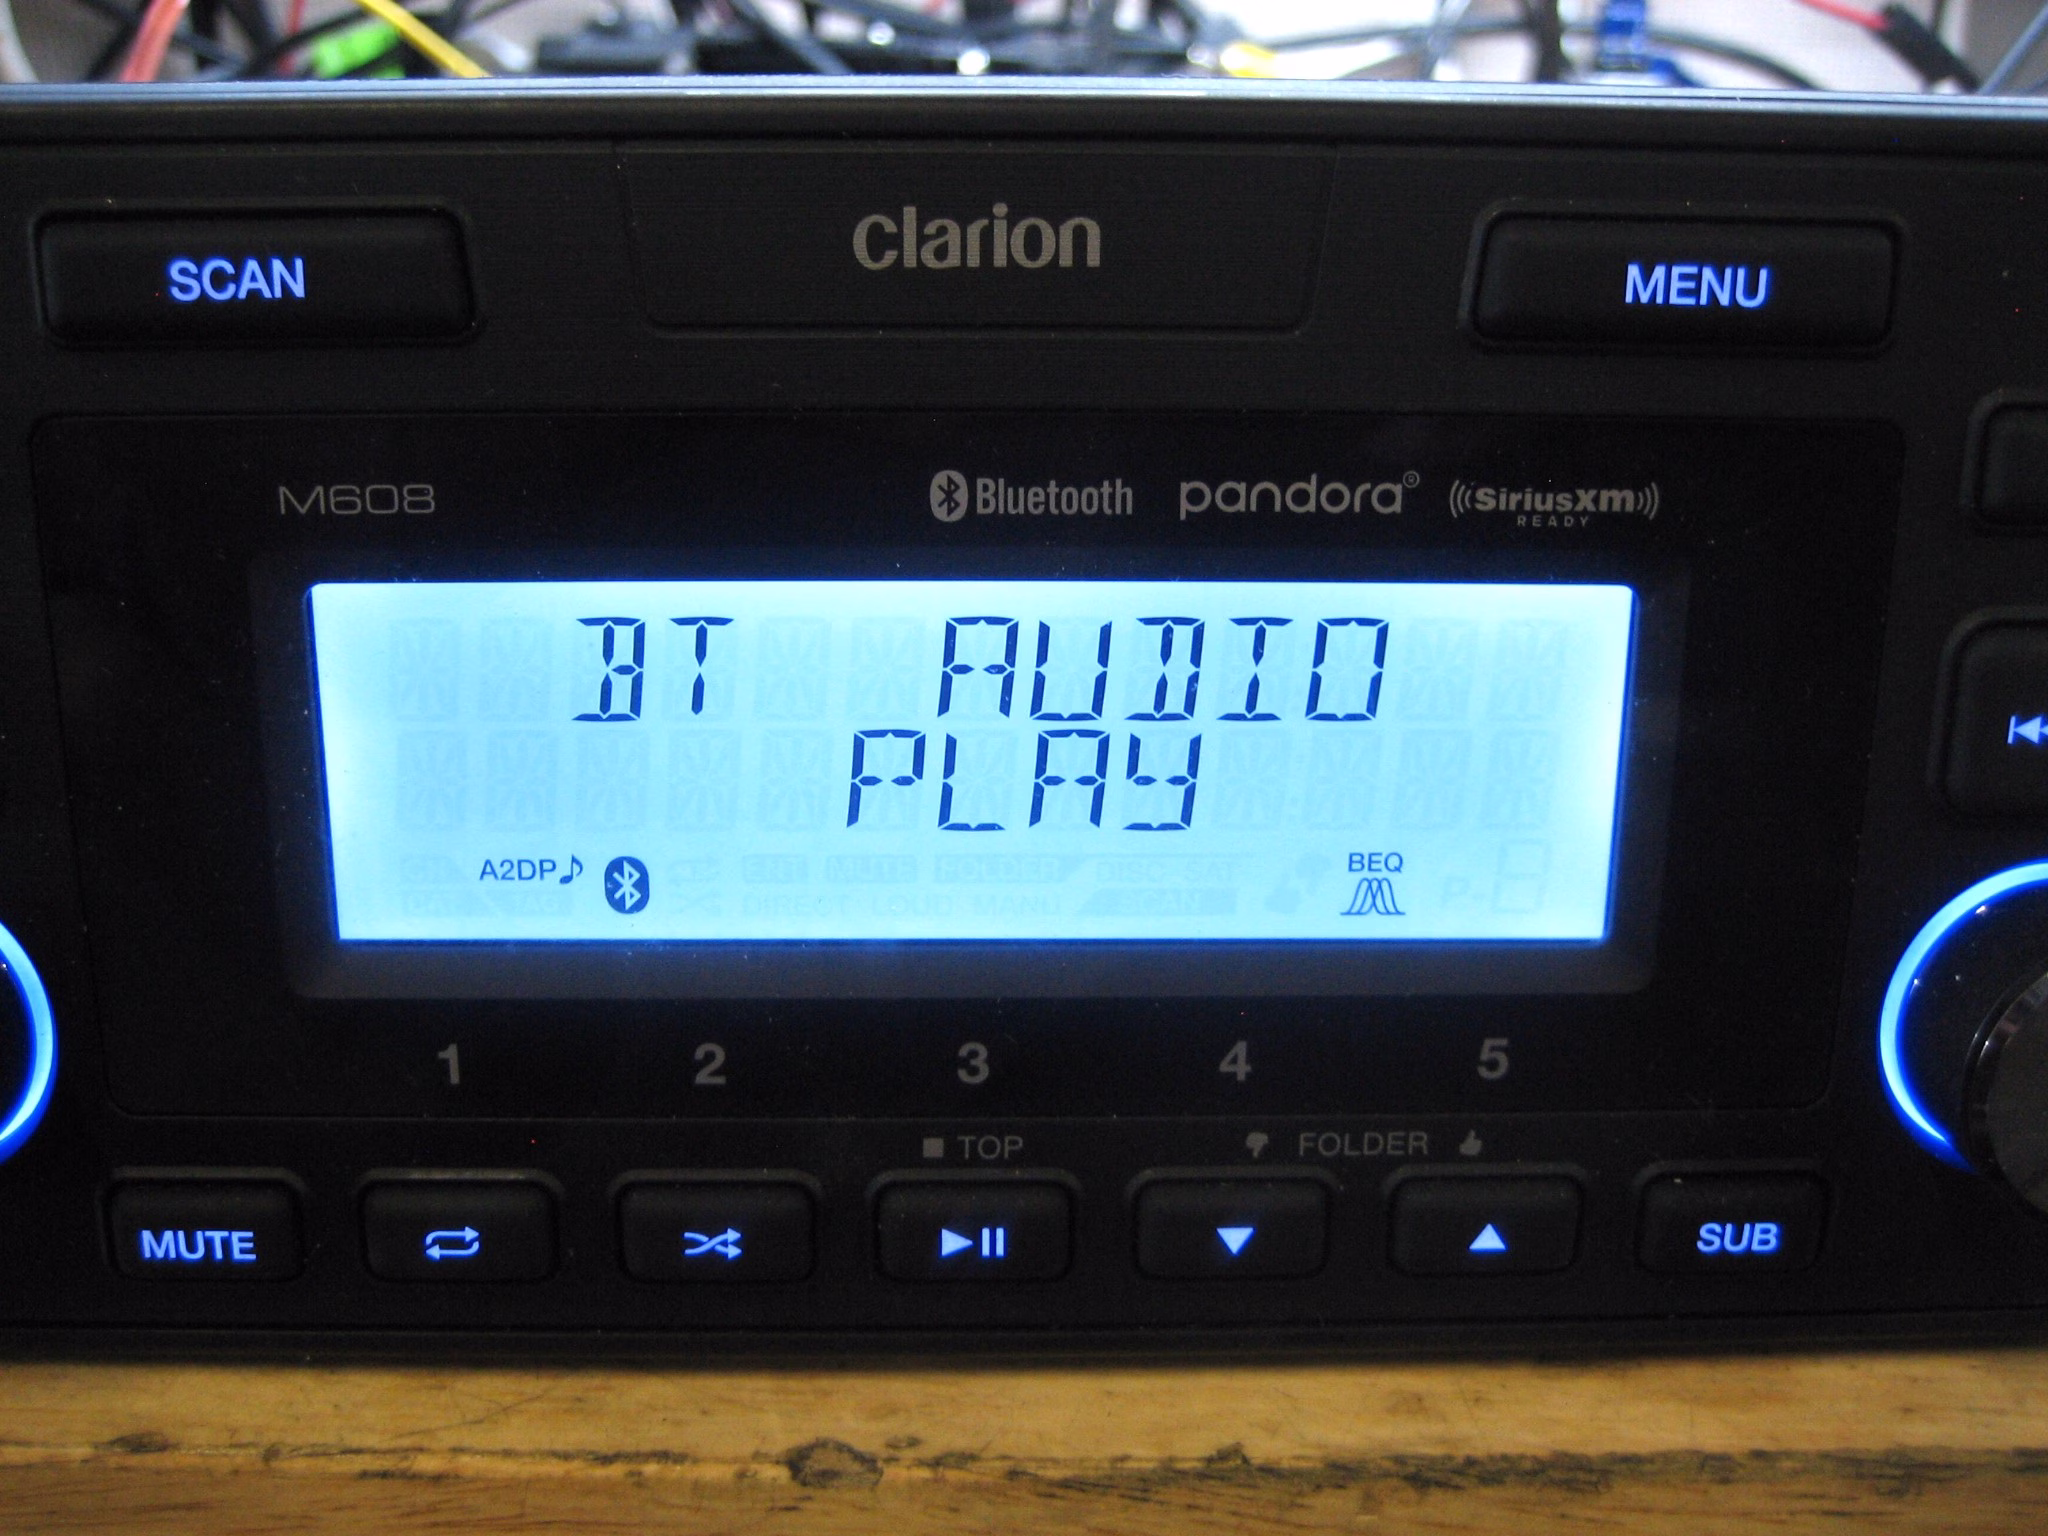 clarion
SCAN
MENU
M608
Bluetooth pandora® SiriusXM
READY
BT AUDIO
PLAY
A2DP
BEQ
1 2 3 4 5
TOP FOLDER
MUTE
SUB